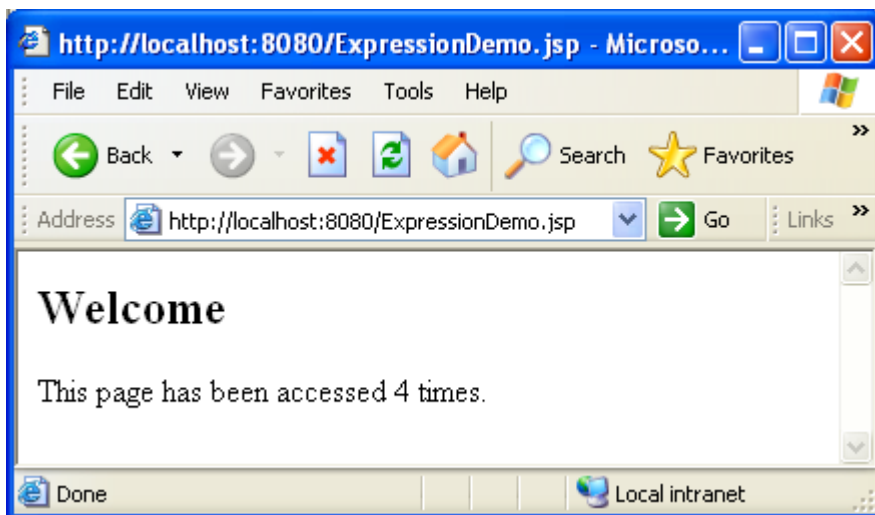 http://localhost:8080/ExpressionDemo.jsp - Microso...
File Edit View Favorites Tools Help
Back Search Favorites »
Address http://localhost:8080/ExpressionDemo.jsp Go Links »
Welcome
This page has been accessed 4 times.
Done Local intranet